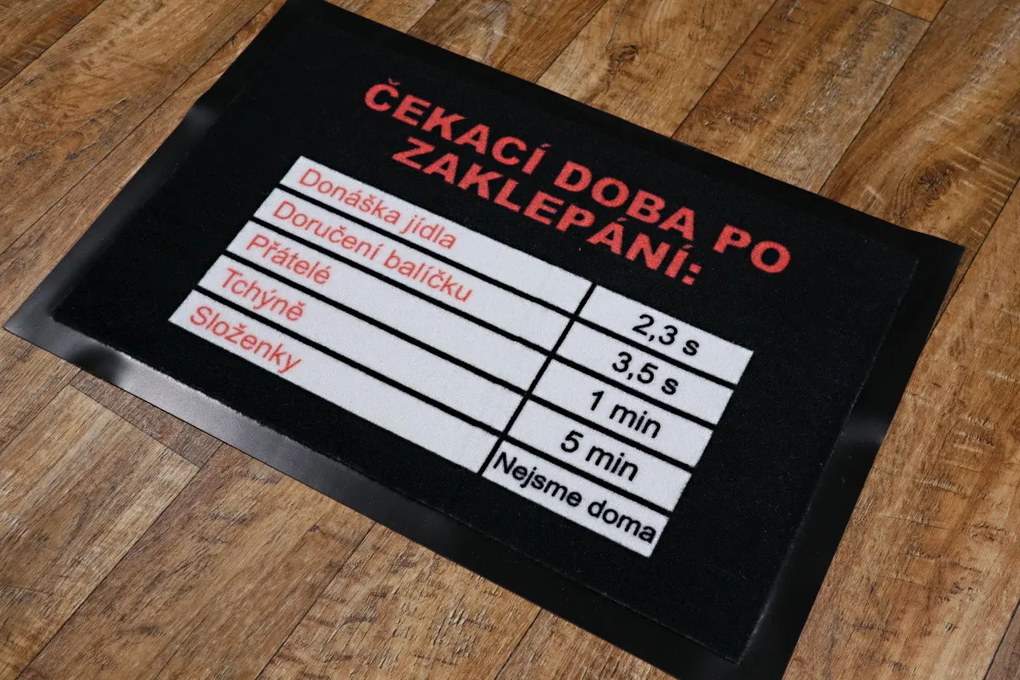 ČEKACÍ DOBA PO
ZAKLEPÁNÍ:
Donáška jídla 2,3 s
Doručení balíčku 3,5 s
Přátelé 1 min
Tchýně 5 min
Složenky Nejsme doma